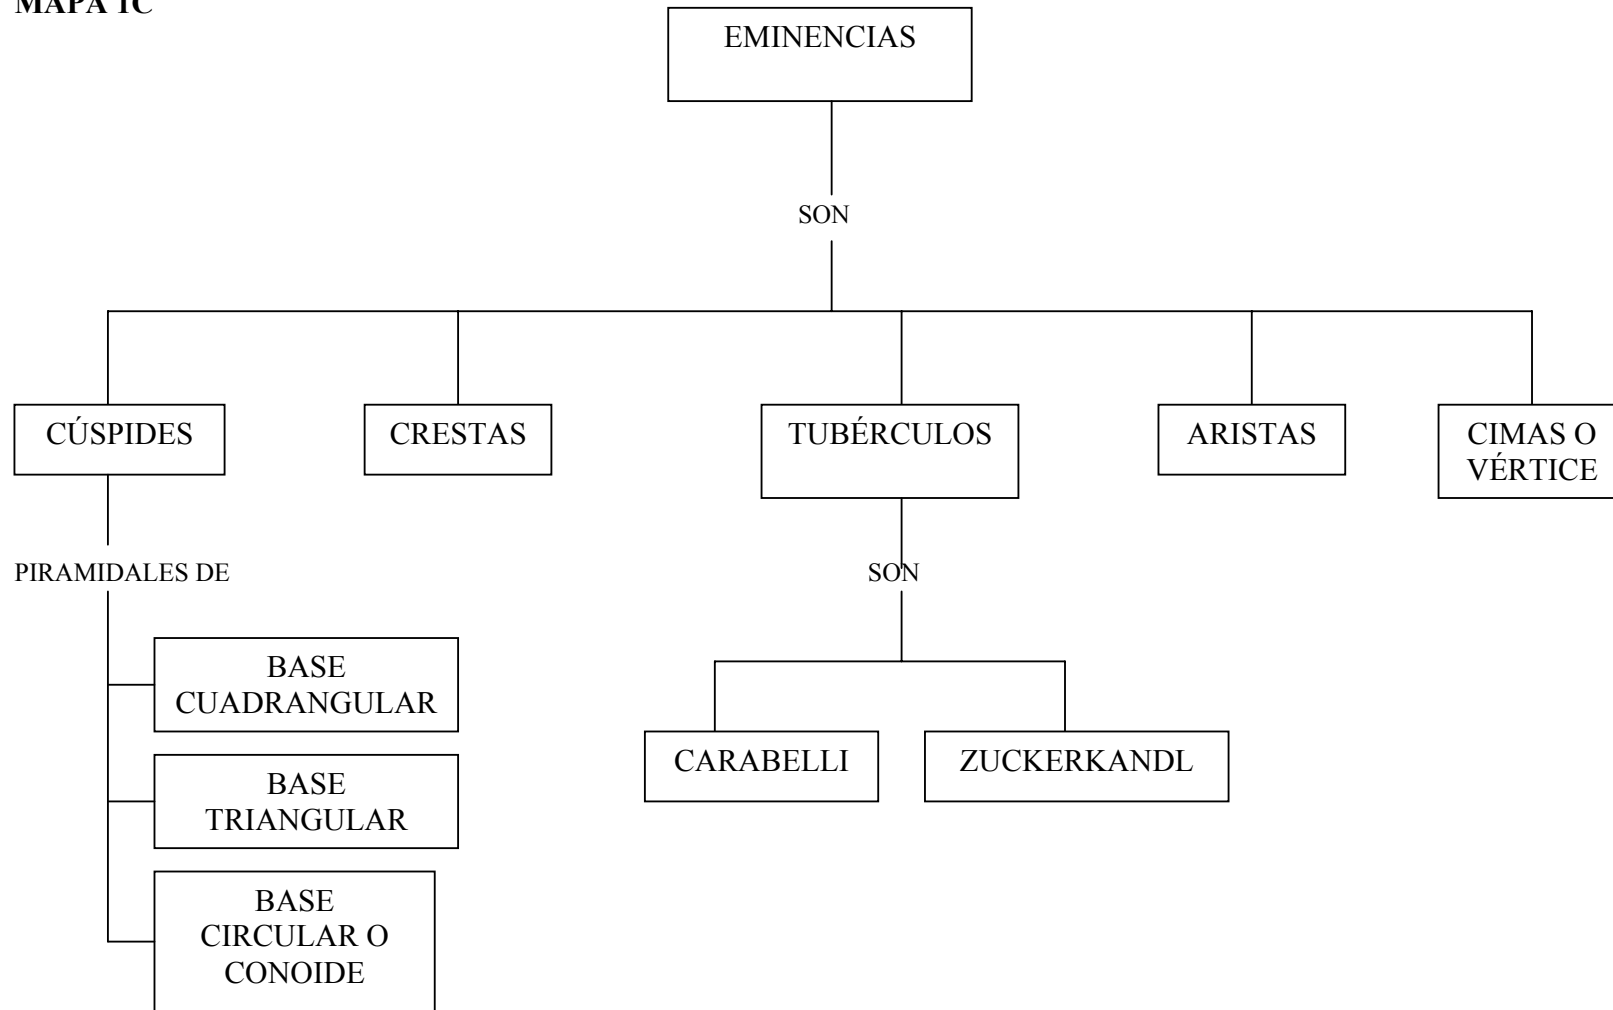 MAPA 1C
EMINENCIAS
SON
CÚSPIDES
CRESTAS
TUBÉRCULOS
ARISTAS
CIMAS O
VÉRTICE
PIRAMIDALES DE
SON
BASE
CUADRANGULAR
BASE
TRIANGULAR
BASE
CIRCULAR O
CONOIDE
CARABELLI
ZUCKERKANDL